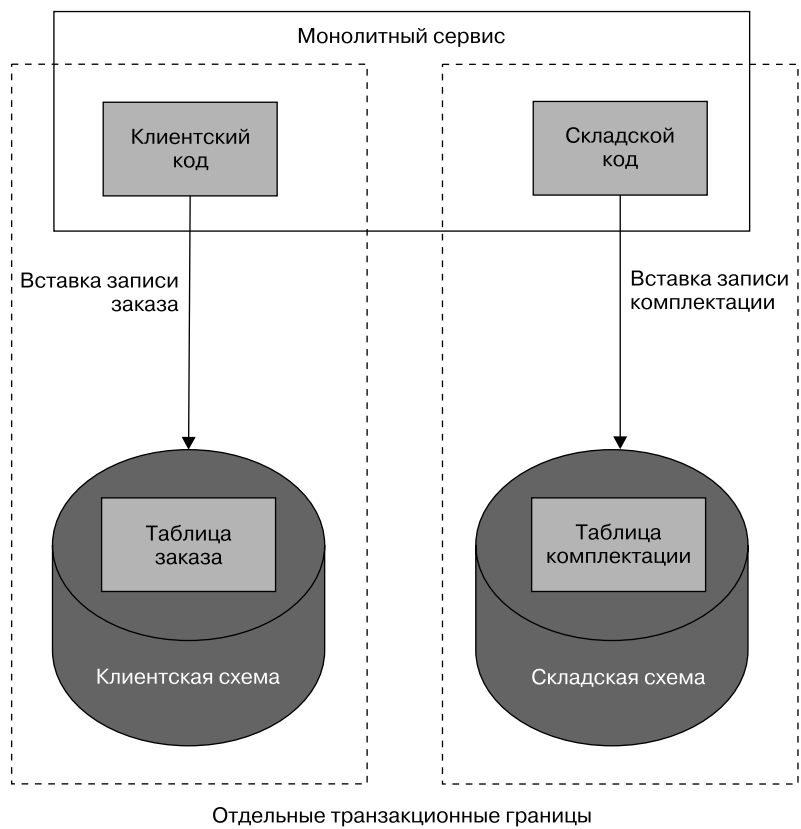 Монолитный сервис
Клиентский
код
Складской
код
Вставка записи
заказа
Вставка записи
комплектации
Таблица
заказа
Таблица
комплектации
Клиентская схема
Складская схема
Отдельные транзакционные границы